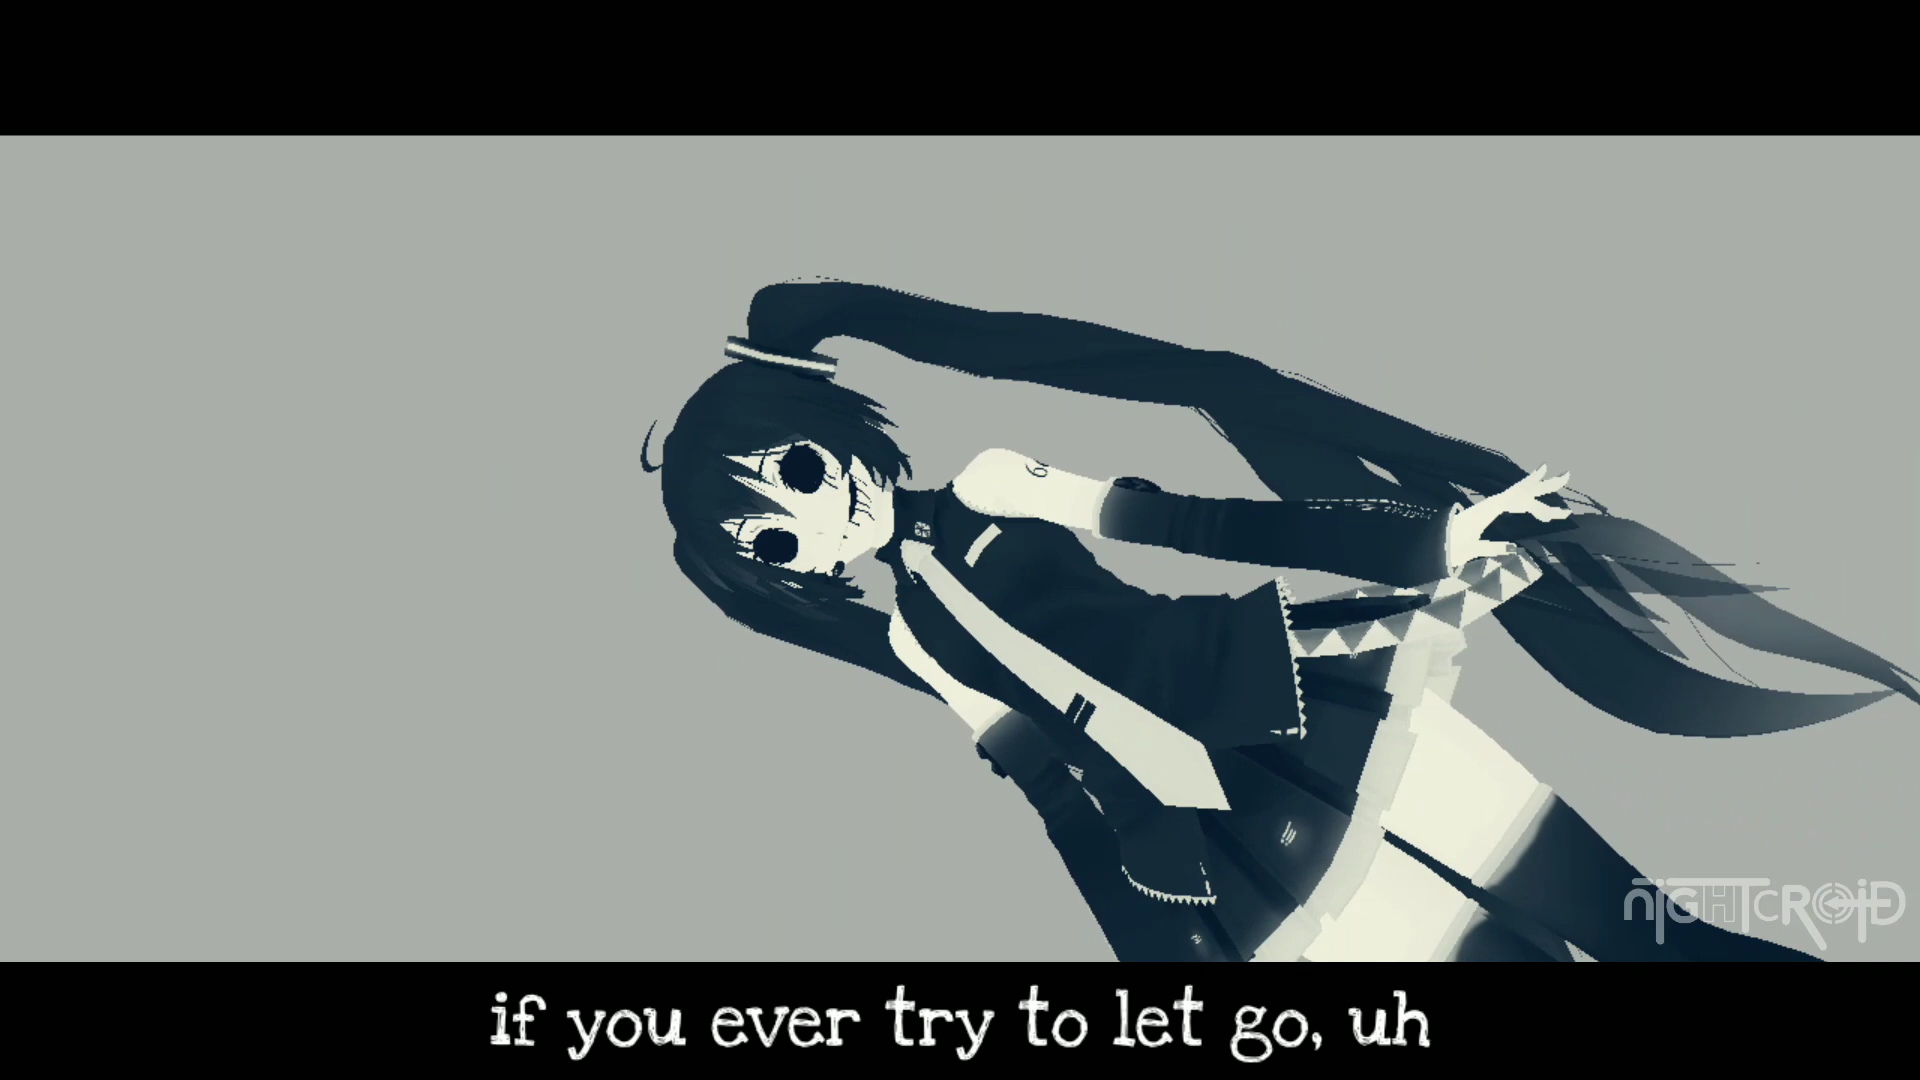 nightcroid
if you ever try to let go, uh